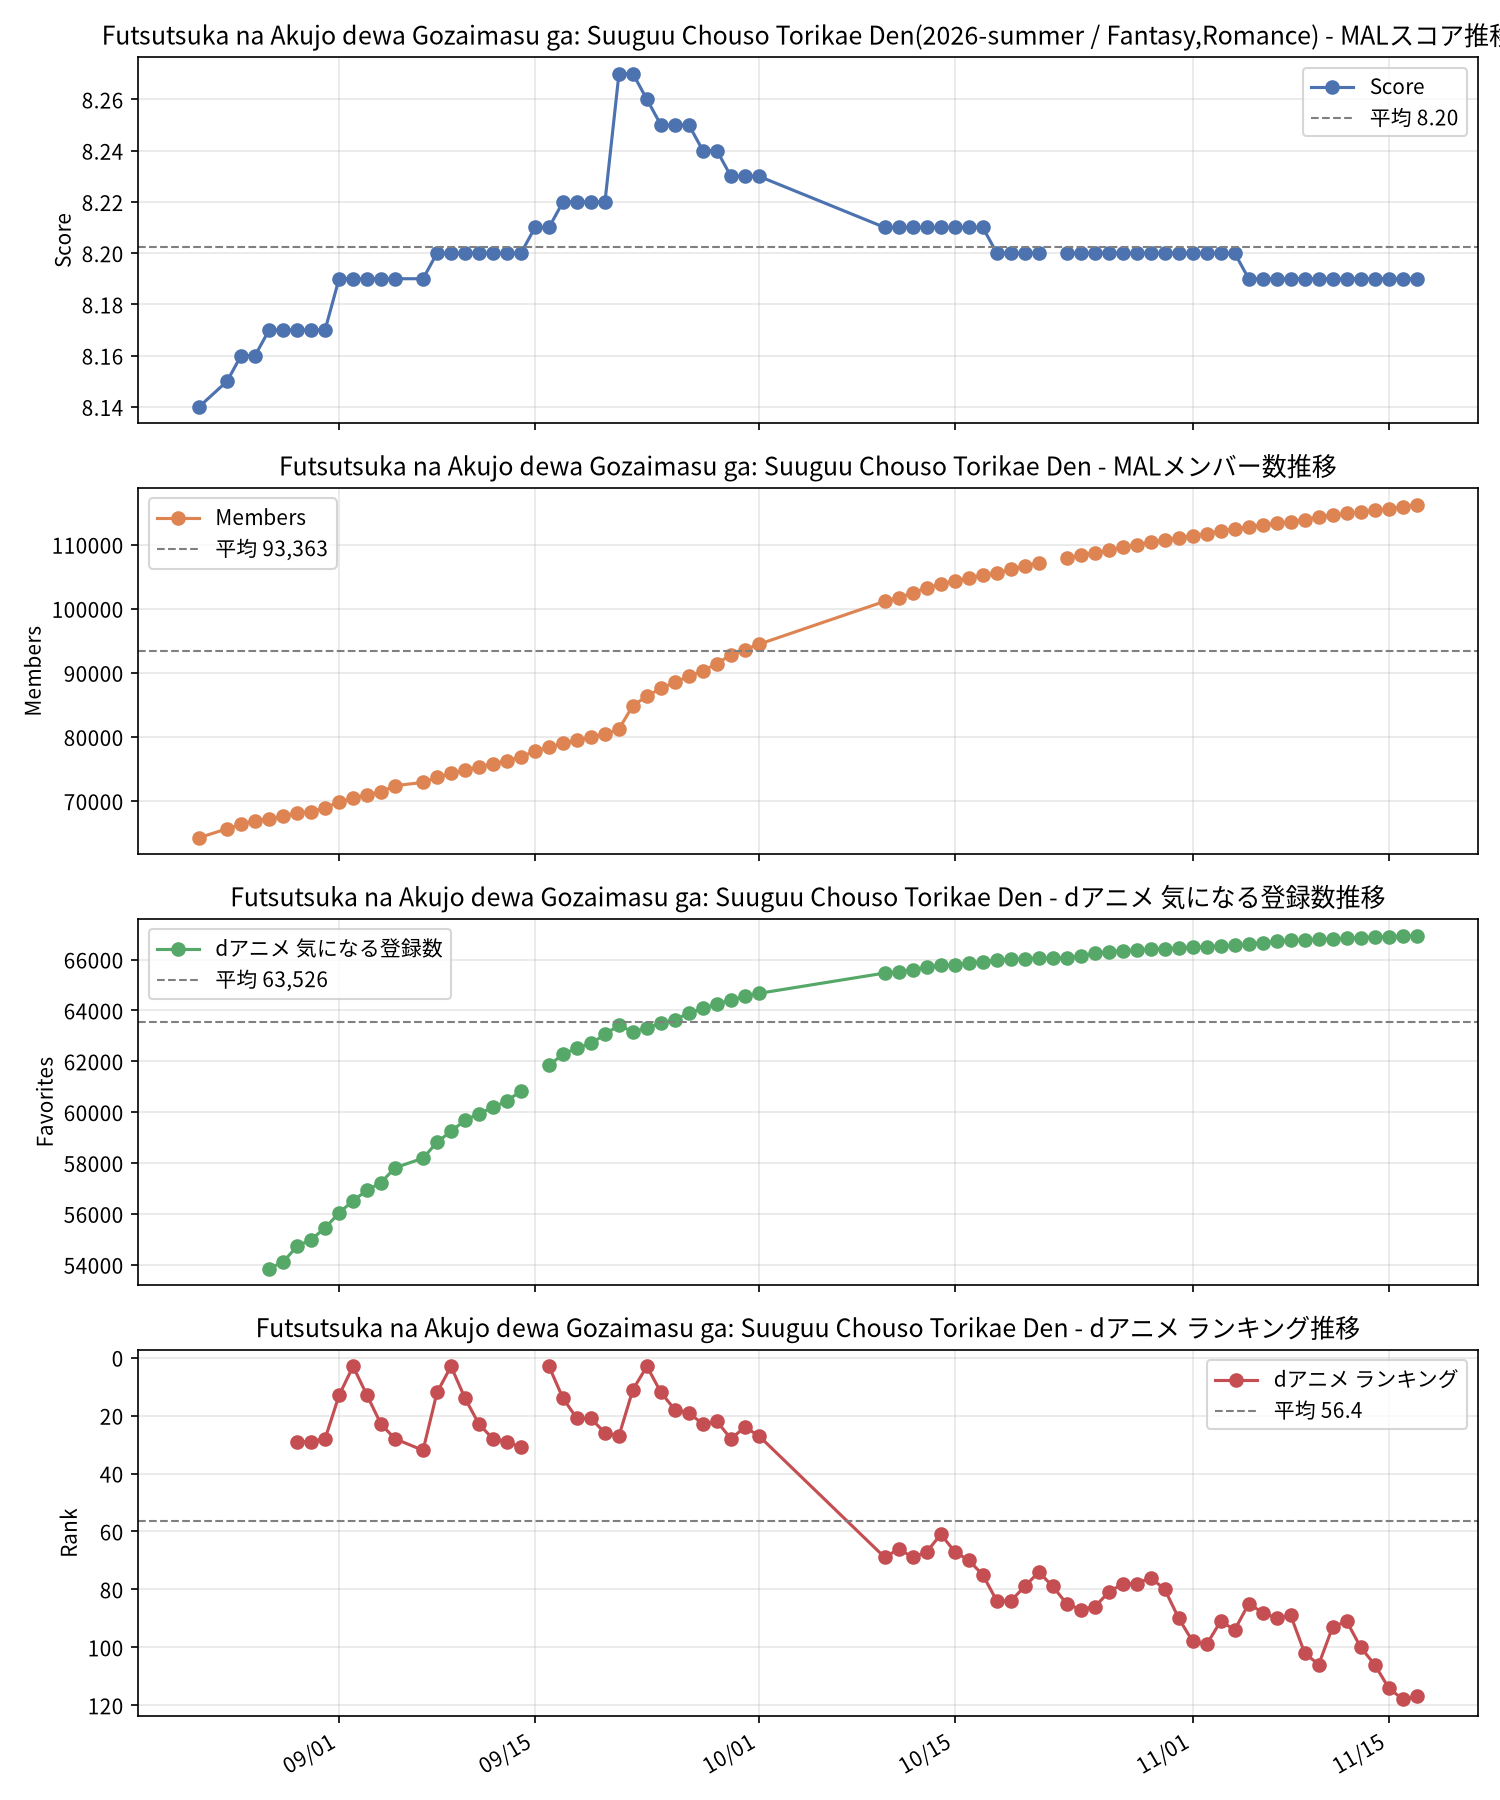 Futsutsuka na Akujo dewa Gozaimasu ga: Suuguu Chouso Torikae Den(2026-summer / Fantasy,Romance) - MALスコア推移
Score
8.26
8.24
8.22
8.20
8.18
8.16
8.14
Score
平均 8.20
Futsutsuka na Akujo dewa Gozaimasu ga: Suuguu Chouso Torikae Den - MALメンバー数推移
Members
110000
100000
90000
80000
70000
Members
平均 93,363
Futsutsuka na Akujo dewa Gozaimasu ga: Suuguu Chouso Torikae Den - dアニメ 気になる登録数推移
Favorites
66000
64000
62000
60000
58000
56000
54000
dアニメ 気になる登録数
平均 63,526
Futsutsuka na Akujo dewa Gozaimasu ga: Suuguu Chouso Torikae Den - dアニメ ランキング推移
Rank
0
20
40
60
80
100
120
dアニメ ランキング
平均 56.4
09/01
09/15
10/01
10/15
11/01
11/15